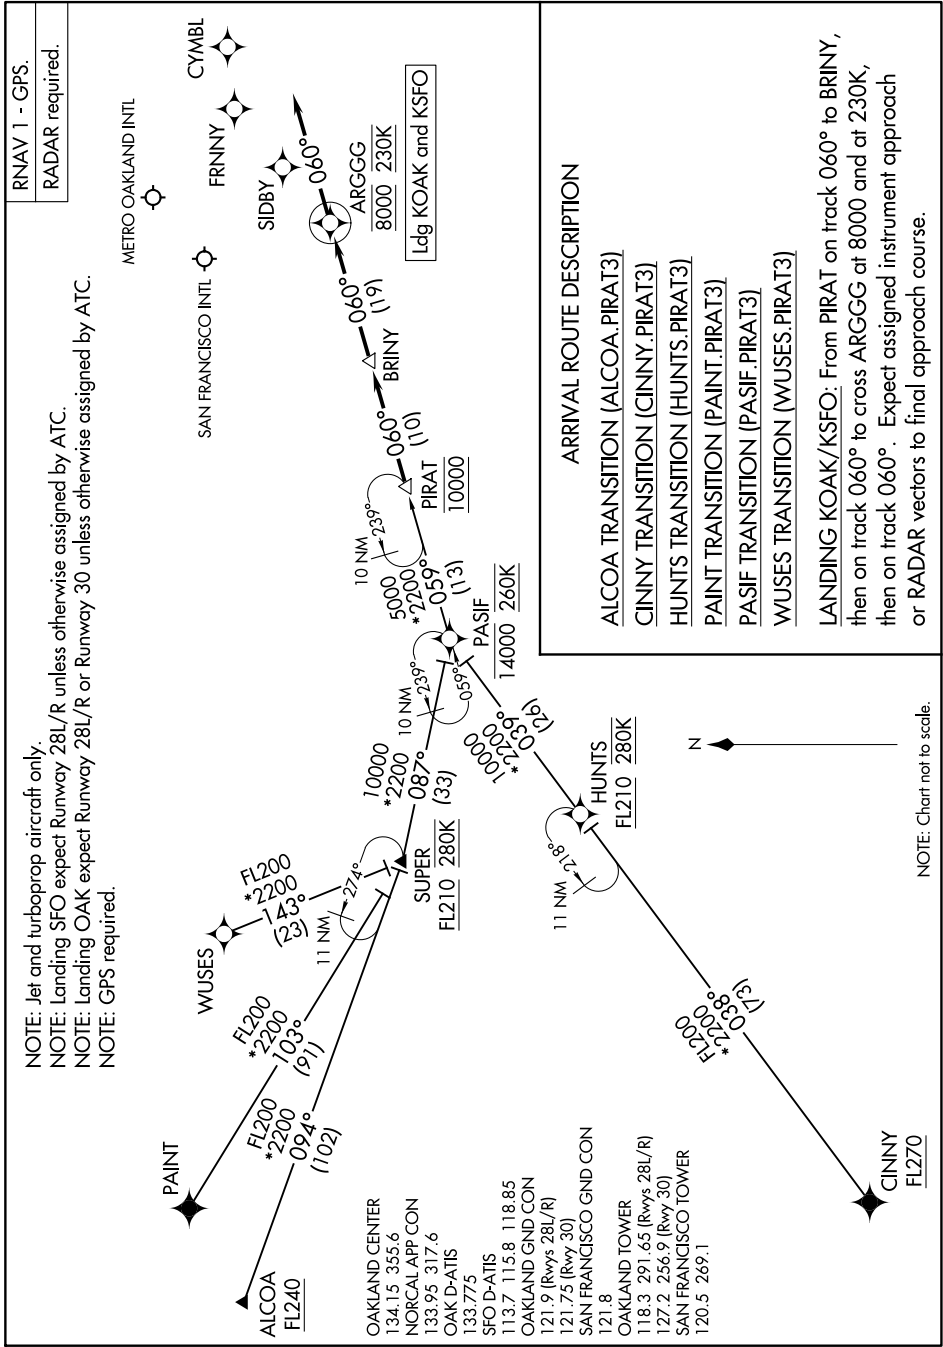 RNAV 1 - GPS.
RADAR required.
NOTE: Jet and turboprop aircraft only.
NOTE: Landing SFO expect Runway 28L/R unless otherwise assigned by ATC.
NOTE: Landing OAK expect Runway 28L/R or Runway 30 unless otherwise assigned by ATC.
NOTE: GPS required.
METRO OAKLAND INTL
SAN FRANCISCO INTL
CYMBL
FRNNY
SIDBY
060°
ARGGG
8000 230K
Ldg KOAK and KSFO
060°
(19)
BRINY
060°
(10)
PIRAT
10000
10 NM
239°
5000
*2200
059°
(13)
PASIF
14000 260K
10 NM
239°
059°
10000
*2200
087°
(33)
SUPER
FL210 280K
11 NM
274°
WUSES
FL200
*2200
143°
(23)
PAINT
FL200
*2200
103°
(91)
ALCOA
FL240
FL200
*2200
094°
(102)
10000
*2200
039°
(26)
HUNTS
FL210 280K
11 NM
218°
FL200
*2200
038°
(73)
CINNY
FL270
N
NOTE: Chart not to scale.
OAKLAND CENTER
134.15 355.6
NORCAL APP CON
133.95 317.6
OAK D-ATIS
133.775
SFO D-ATIS
113.7 115.8 118.85
OAKLAND GND CON
121.9 (Rwys 28L/R)
121.75 (Rwy 30)
SAN FRANCISCO GND CON
121.8
OAKLAND TOWER
118.3 291.65 (Rwys 28L/R)
127.2 256.9 (Rwy 30)
SAN FRANCISCO TOWER
120.5 269.1
ARRIVAL ROUTE DESCRIPTION
ALCOA TRANSITION (ALCOA.PIRAT3)
CINNY TRANSITION (CINNY.PIRAT3)
HUNTS TRANSITION (HUNTS.PIRAT3)
PAINT TRANSITION (PAINT.PIRAT3)
PASIF TRANSITION (PASIF.PIRAT3)
WUSES TRANSITION (WUSES.PIRAT3)
LANDING KOAK/KSFO: From PIRAT on track 060° to BRINY,
then on track 060° to cross ARGGG at 8000 and at 230K,
then on track 060°. Expect assigned instrument approach
or RADAR vectors to final approach course.